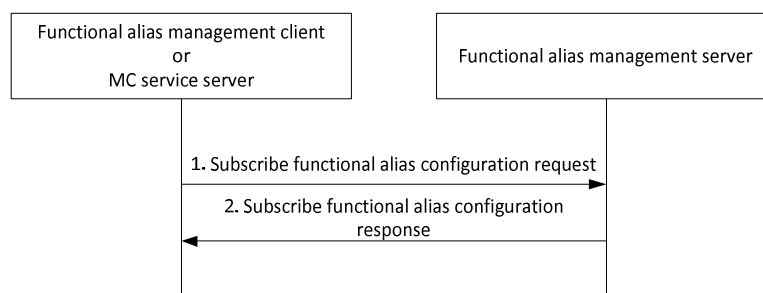 Functional alias management client
or
MC service server
Functional alias management server
1. Subscribe functional alias configuration request
2. Subscribe functional alias configuration
response